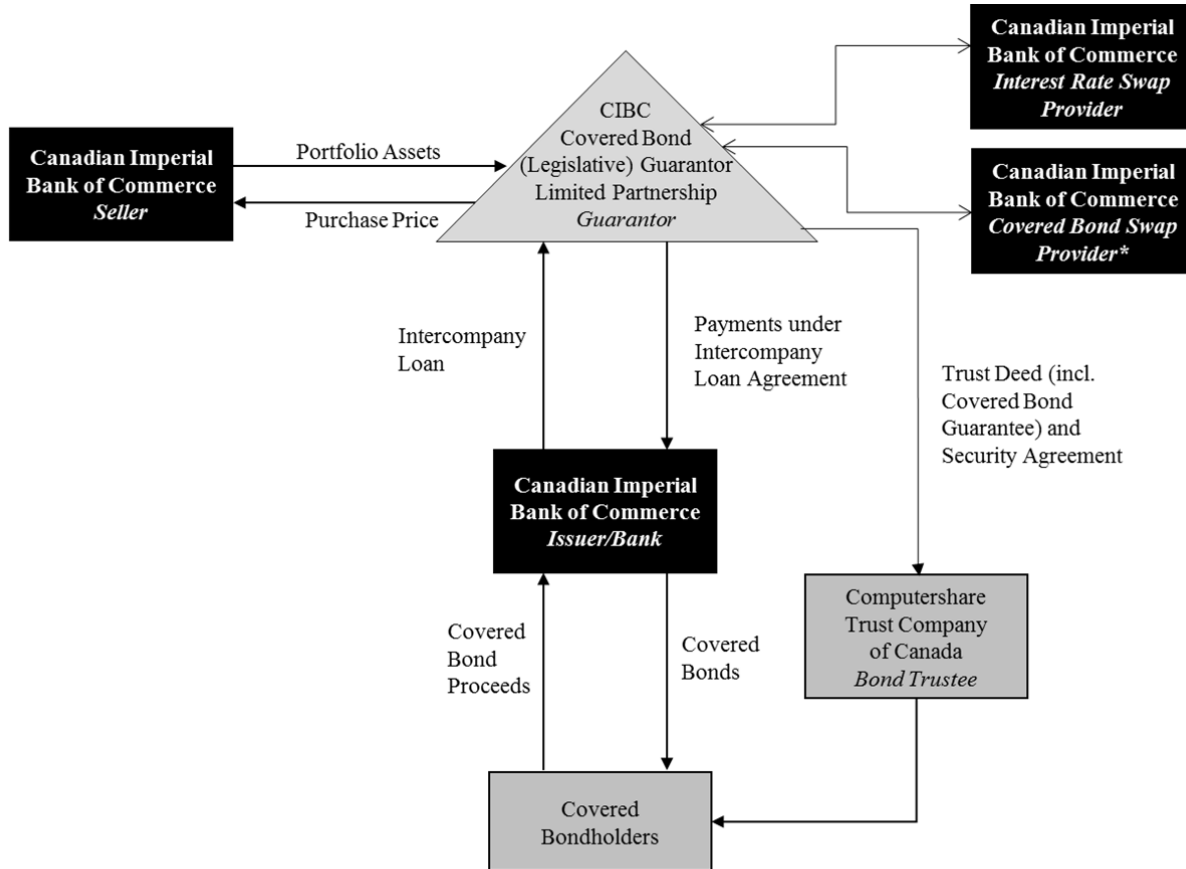 Canadian Imperial
Bank of Commerce
Interest Rate Swap
Provider
CIBC
Covered Bond
(Legislative) Guarantor
Limited Partnership
Guarantor
Canadian Imperial
Bank of Commerce
Seller
Portfolio Assets
Purchase Price
Canadian Imperial
Bank of Commerce
Covered Bond Swap
Provider*
Intercompany
Loan
Payments under
Intercompany
Loan Agreement
Trust Deed (incl.
Covered Bond
Guarantee) and
Security Agreement
Canadian Imperial
Bank of Commerce
Issuer/Bank
Computershare
Trust Company
of Canada
Bond Trustee
Covered
Bond
Proceeds
Covered
Bonds
Covered
Bondholders